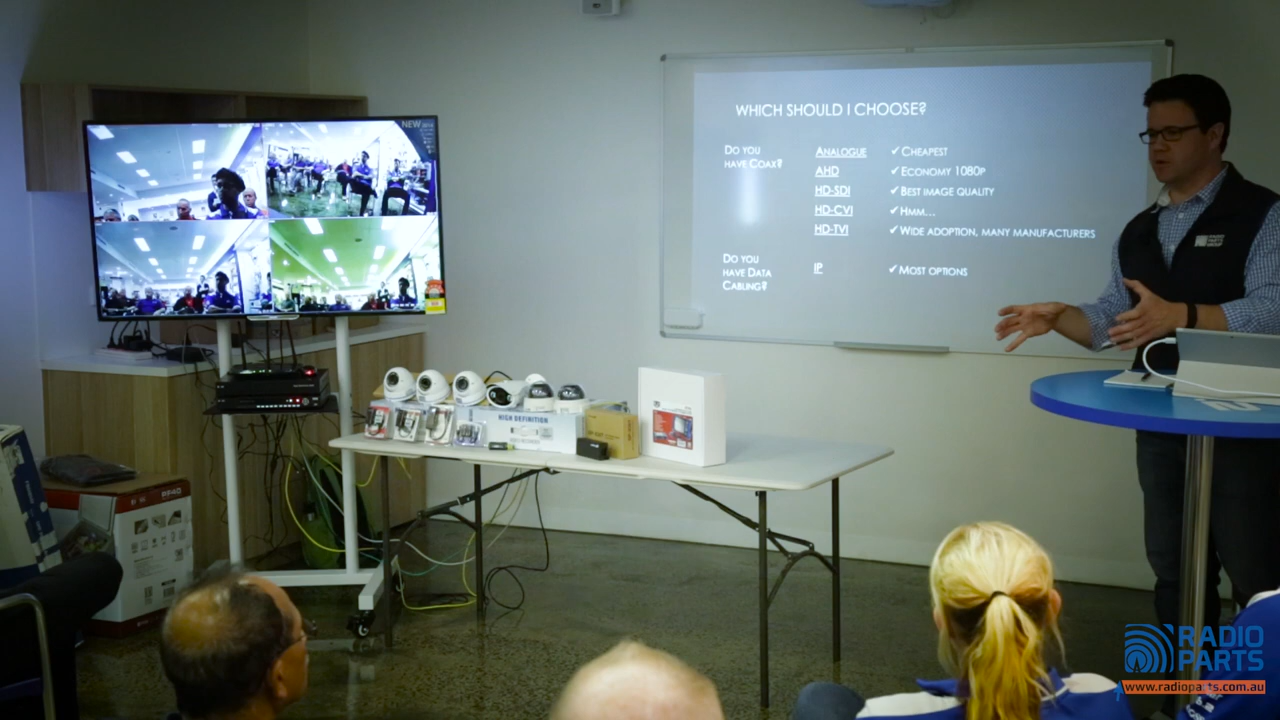 NEW
WHICH SHOULD I CHOOSE?
DO YOU
HAVE COAX?
ANALOGUE ✓ CHEAPEST
AHD ✓ ECONOMY 1080P
HD-SDI ✓ BEST IMAGE QUALITY
HD-CVI ✓ HMM...
HD-TVI ✓ WIDE ADOPTION, MANY MANUFACTURERS
DO YOU
HAVE DATA
CABLING?
IP ✓ MOST OPTIONS
RADIO
PARTS
HIGH DEFINITION
RADIO
PARTS
www.radioparts.com.au